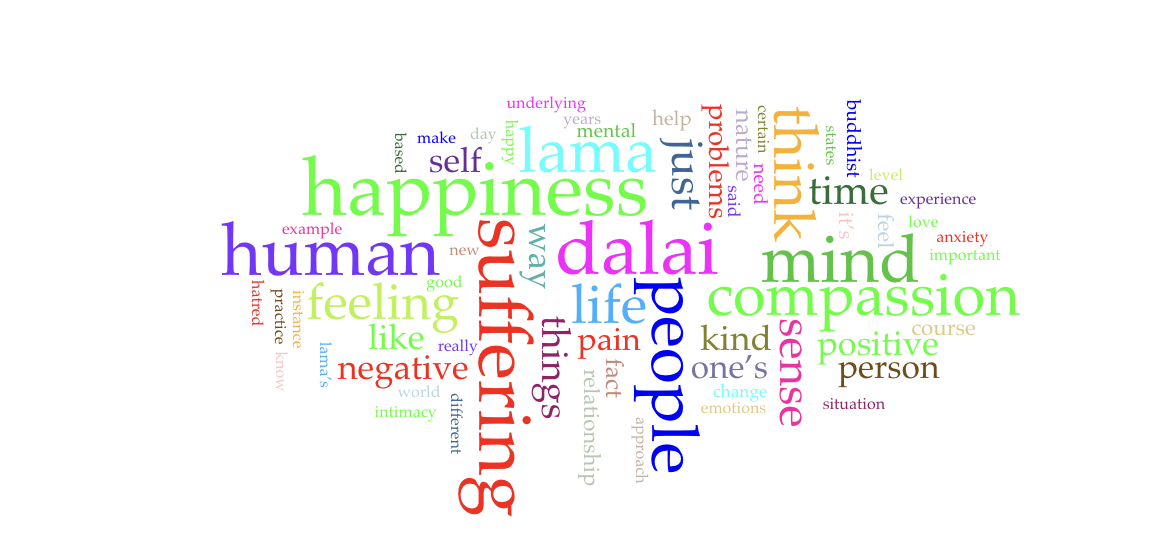 underlying
years
mental
help
problems
nature
certain
think
states
buddhist
based
make
day
happy
lama
self
just
said
need
time
level
experience
happiness
it's
feel
love
anxiety
important
example
human
new
suffering
way
dalai
mind
good
hatred
practice
instance
feeling
life
people
compassion
course
like
really
things
pain
kind
sense
positive
know
lama's
negative
fact
one's
person
world
different
relationship
change
emotions
situation
intimacy
approach